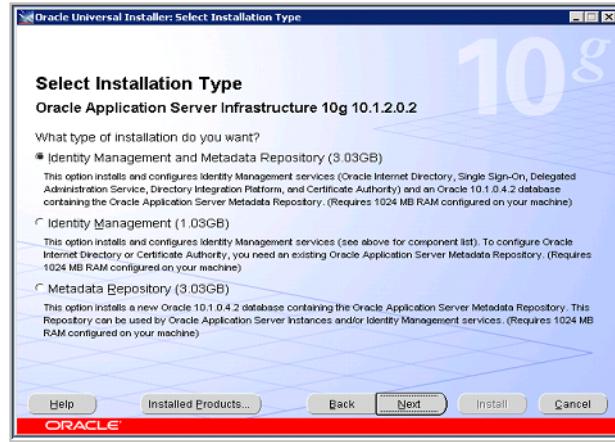 Oracle Universal Installer: Select Installation Type
10g
Select Installation Type
Oracle Application Server Infrastructure 10g 10.1.2.0.2
What type of installation do you want?
Identity Management and Metadata Repository (3.03GB)
This option installs and configures Identity Management services (Oracle Internet Directory, Single Sign-On, Delegated
Administration Service, Directory Integration Platform, and Certificate Authority) and an Oracle 10.1.0.4.2 database
containing the Oracle Application Server Metadata Repository. (Requires 1024 MB RAM configured on your machine)
Identity Management (1.03GB)
This option installs and configures Identity Management services (see above for component list). To configure Oracle
Internet Directory or Certificate Authority, you need an existing Oracle Application Server Metadata Repository. (Requires
1024 MB RAM configured on your machine)
Metadata Repository (3.03GB)
This option installs a new Oracle 10.1.0.4.2 database containing the Oracle Application Server Metadata Repository. This
Repository can be used by Oracle Application Server Instances and/or Identity Management services. (Requires 1024 MB
RAM configured on your machine)
Help Installed Products... Back Next Install Cancel
ORACLE